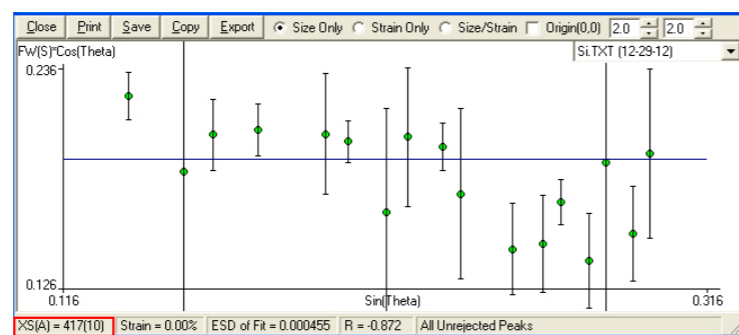 Close Print Save Copy Export Size Only Strain Only Size/Strain Origin(0,0) 2.0 2.0
FW(S)*Cos(Theta) Si.TXT (12-29-12)
0.236
0.126
0.1116 Sin(Theta) 0.316
XS(A) = 417(10) Strain = 0.00% ESD of Fit = 0.000455 R = -0.872 All Unrejected Peaks